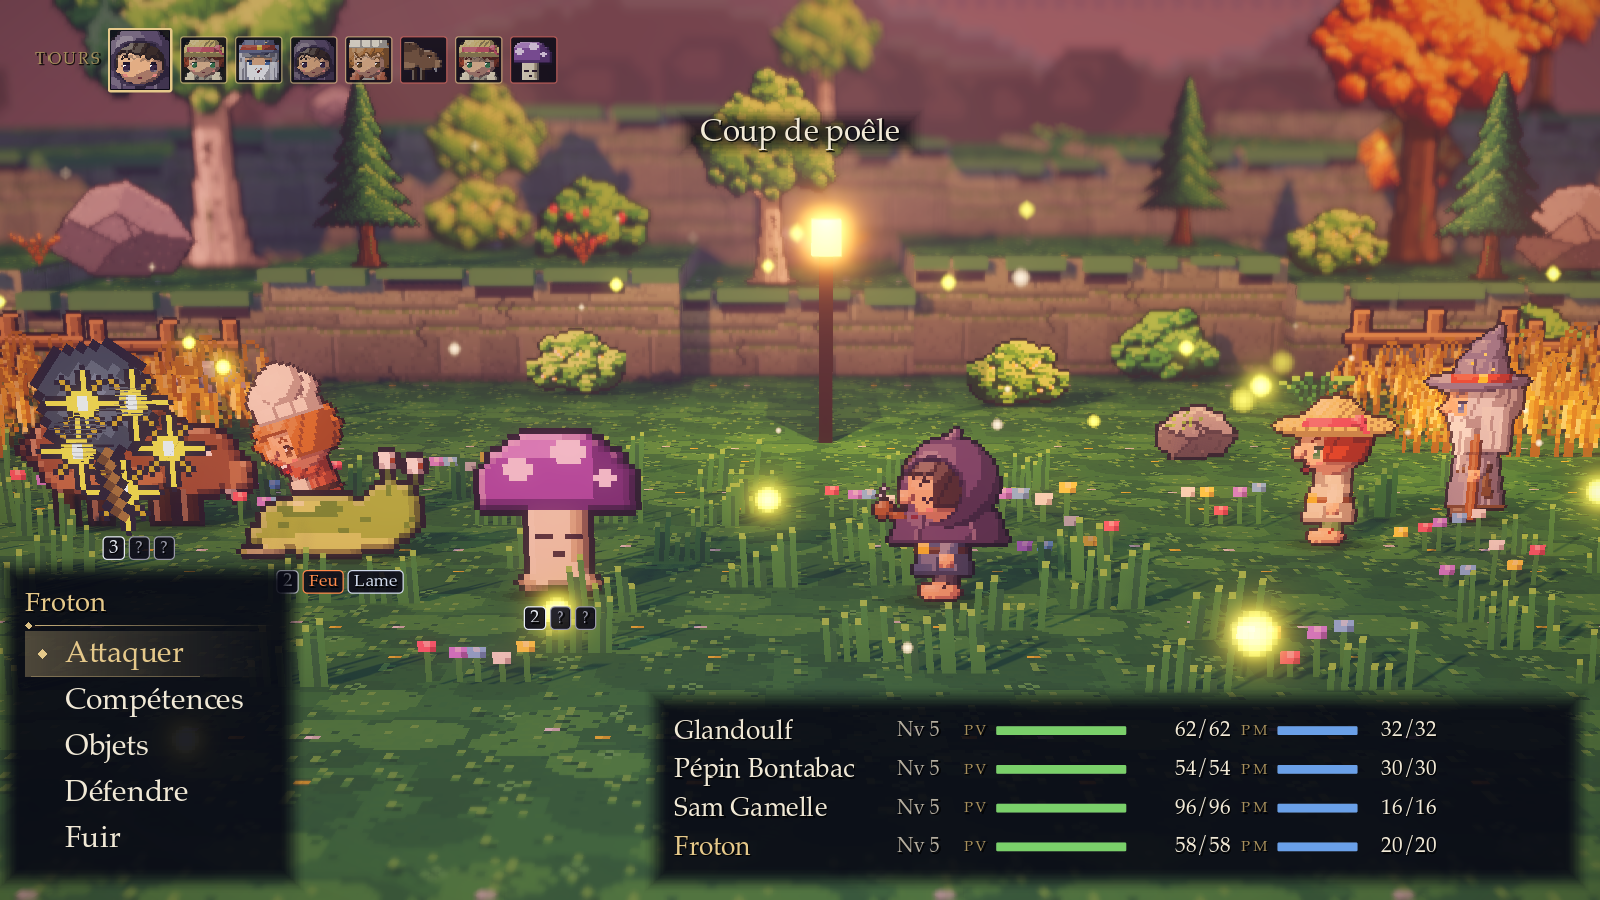 TOURS
Coup de poêle
3 ? ?
2 Feu Lame
2 ? ?
Froton
Attaquer
Compétences
Objets
Défendre
Fuir
Glandoulf Nv 5 PV 62/62 PM 32/32
Pépin Bontabac Nv 5 PV 54/54 PM 30/30
Sam Gamelle Nv 5 PV 96/96 PM 16/16
Froton Nv 5 PV 58/58 PM 20/20